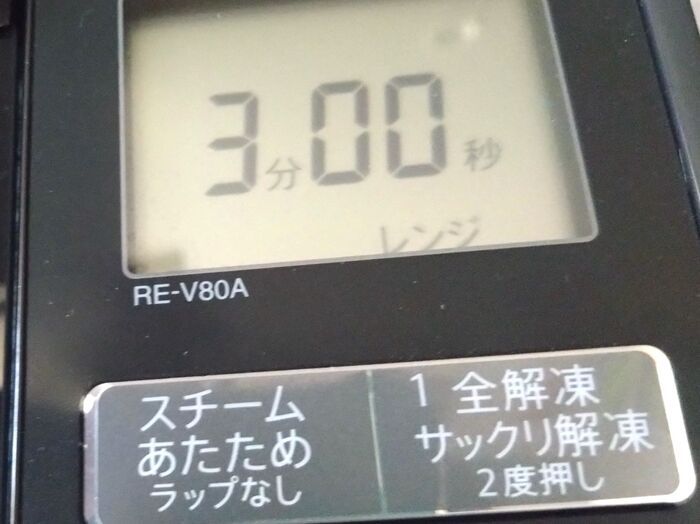 3分00秒
レンジ
RE-V80A
スチーム
あたため
ラップなし
1 全解凍
サックリ解凍
2度押し